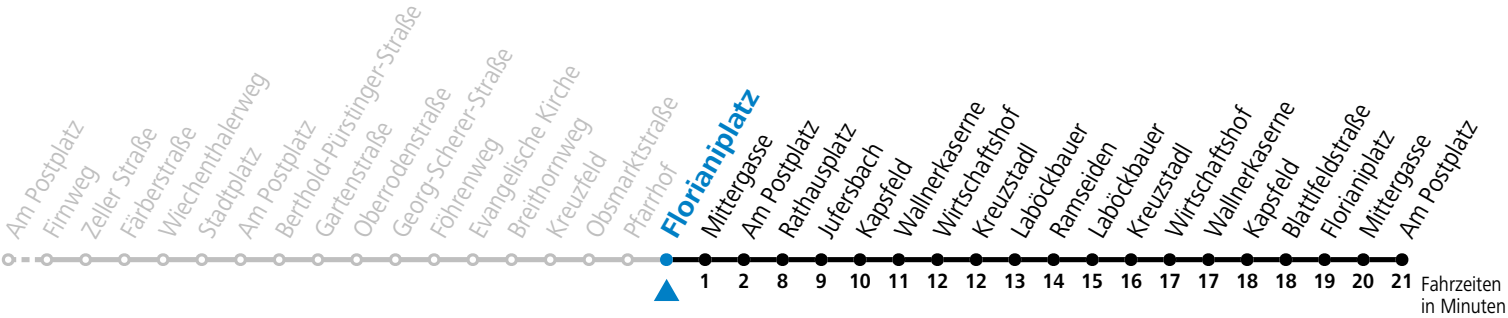 Am Postplatz
Firnweg
Zeller Straße
Färberstraße
Wiechenthalerweg
Stadtplatz
Am Postplatz
Berthold-Pürstinger-Straße
Gartenstraße
Oberrodenstraße
Georg-Scherer-Straße
Föhrenweg
Evangelische Kirche
Breithornweg
Kreuzfeld
Obsmarktstraße
Pfarrhof
Florianiplatz
Mittergasse
Am Postplatz
Rathausplatz
Jufersbach
Kapsfeld
Wallnerkaserne
Wirtschaftshof
Kreuzstadl
Laböckbauer
Ramseiden
Laböckbauer
Kreuzstadl
Wirtschaftshof
Wallnerkaserne
Kapsfeld
Blattfeldstraße
Florianiplatz
Mittergasse
Am Postplatz
1 2 8 9 10 11 12 12 13 14 15 16 17 17 18 18 19 20 21 Fahrzeiten
in Minuten